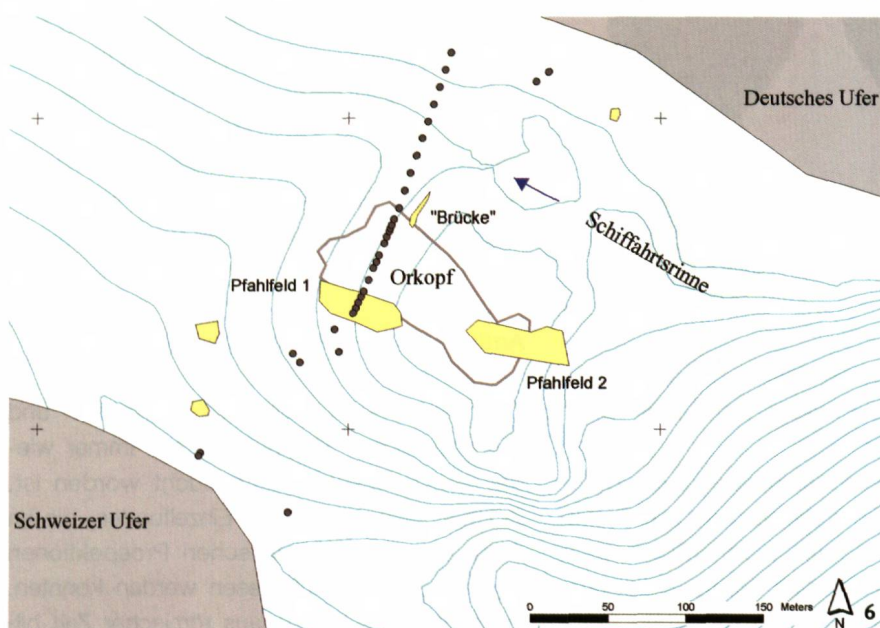 Deutsches Ufer
"Brücke"
Schiffahrtsrinne
Orkopf
Pfahlfeld 1
Pfahlfeld 2
Schweizer Ufer
0 50 100 150 Meters
N
6